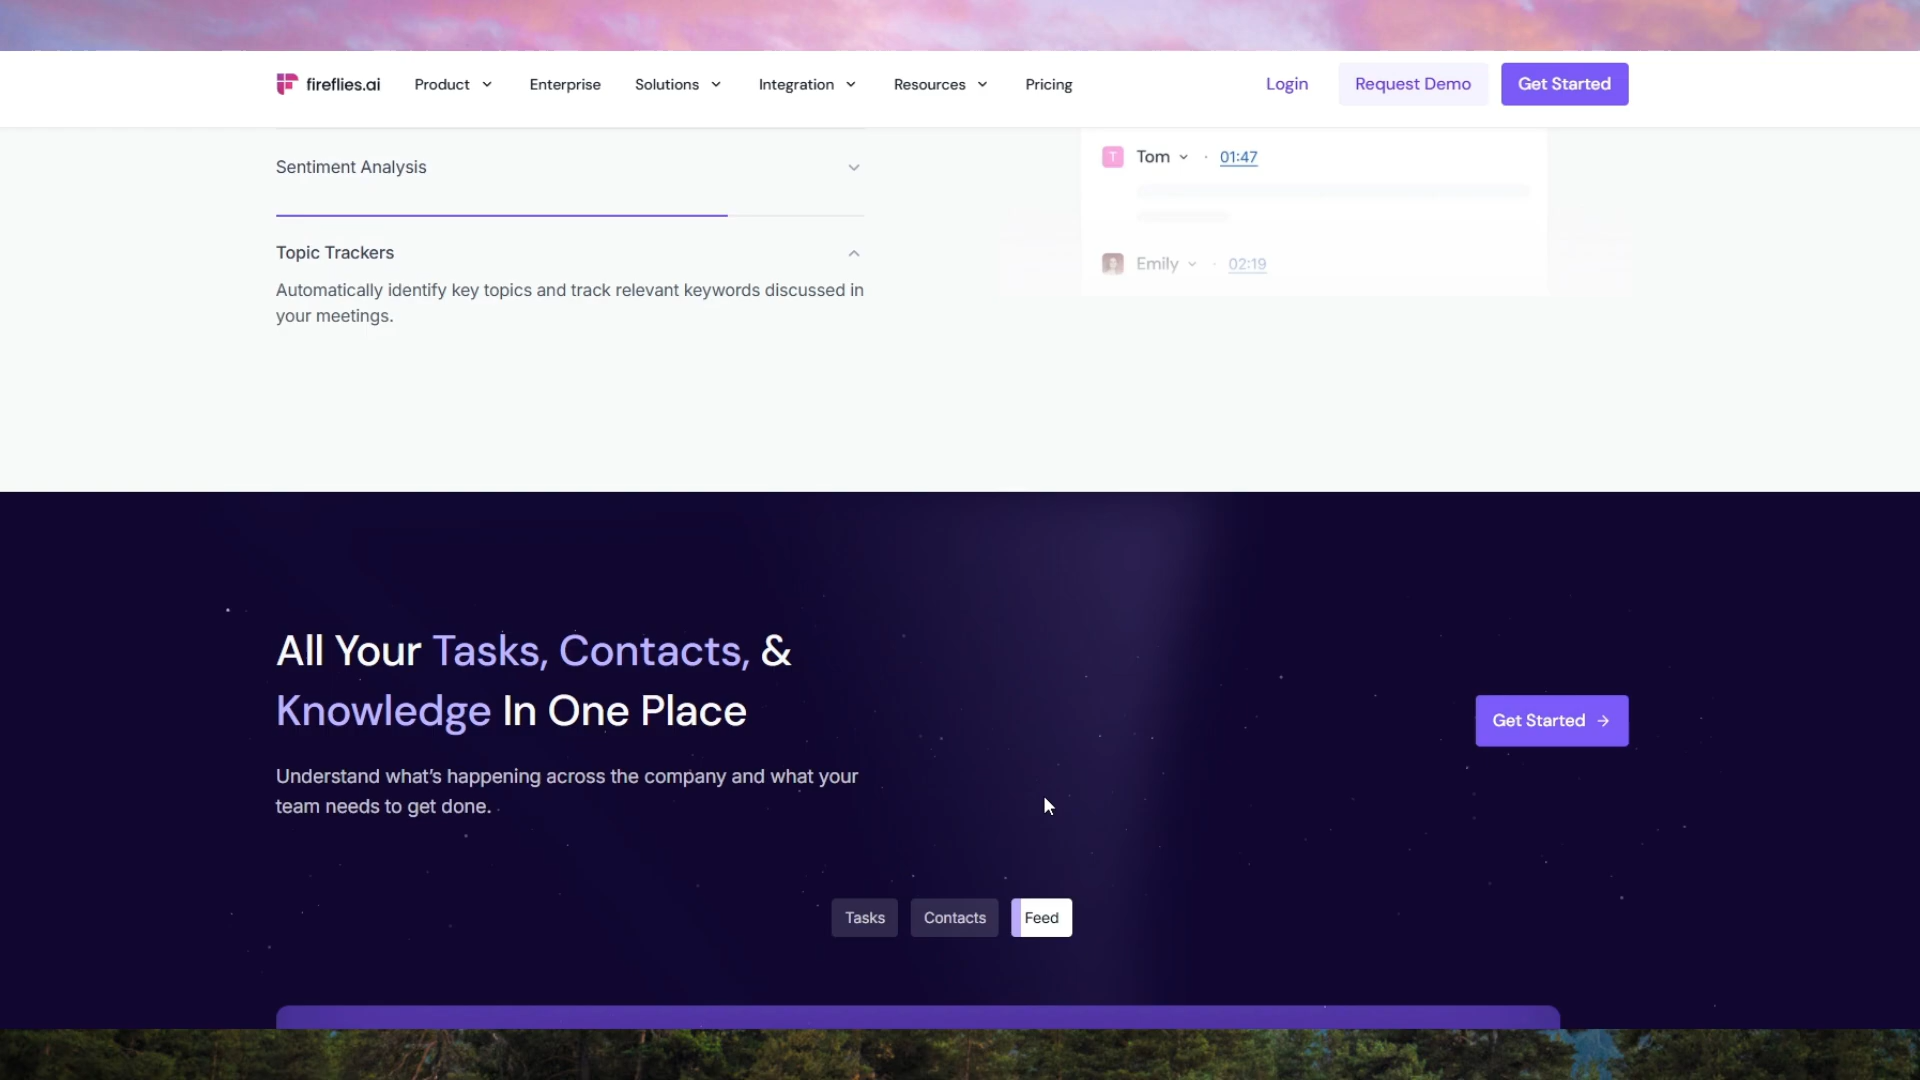 fireflies.ai Product Enterprise Solutions Integration Resources Pricing Login Request Demo Get Started
Sentiment Analysis
T Tom · 01:47
Topic Trackers
Emily · 02:19
Automatically identify key topics and track relevant keywords discussed in
your meetings.
All Your Tasks, Contacts, &
Knowledge In One Place
Get Started →
Understand what's happening across the company and what your
team needs to get done.
Tasks Contacts Feed